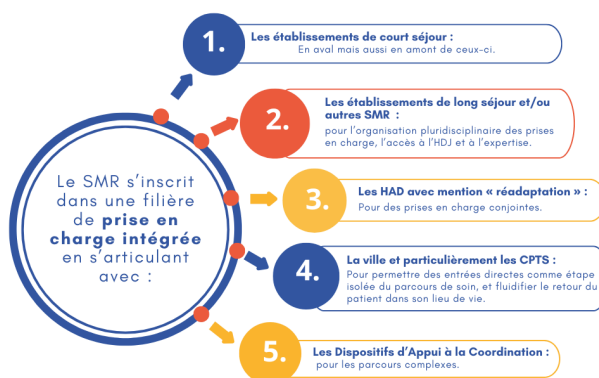 Le SMR s’inscrit
dans une filière
de prise en
charge intégrée
en s’articulant
avec :
1.
Les établissements de court séjour :
En aval mais aussi en amont de ceux-ci.
2.
Les établissements de long séjour et/ou
autres SMR :
pour l’organisation pluridisciplinaire des prises
en charge, l’accès à l’HDJ et à l’expertise.
3.
Les HAD avec mention « réadaptation » :
Pour des prises en charge conjointes.
4.
La ville et particulièrement les CPTS :
Pour permettre des entrées directes comme étape
isolée du parcours de soin, et fluidifier le retour du
patient dans son lieu de vie.
5.
Les Dispositifs d’Appui à la Coordination :
pour les parcours complexes.